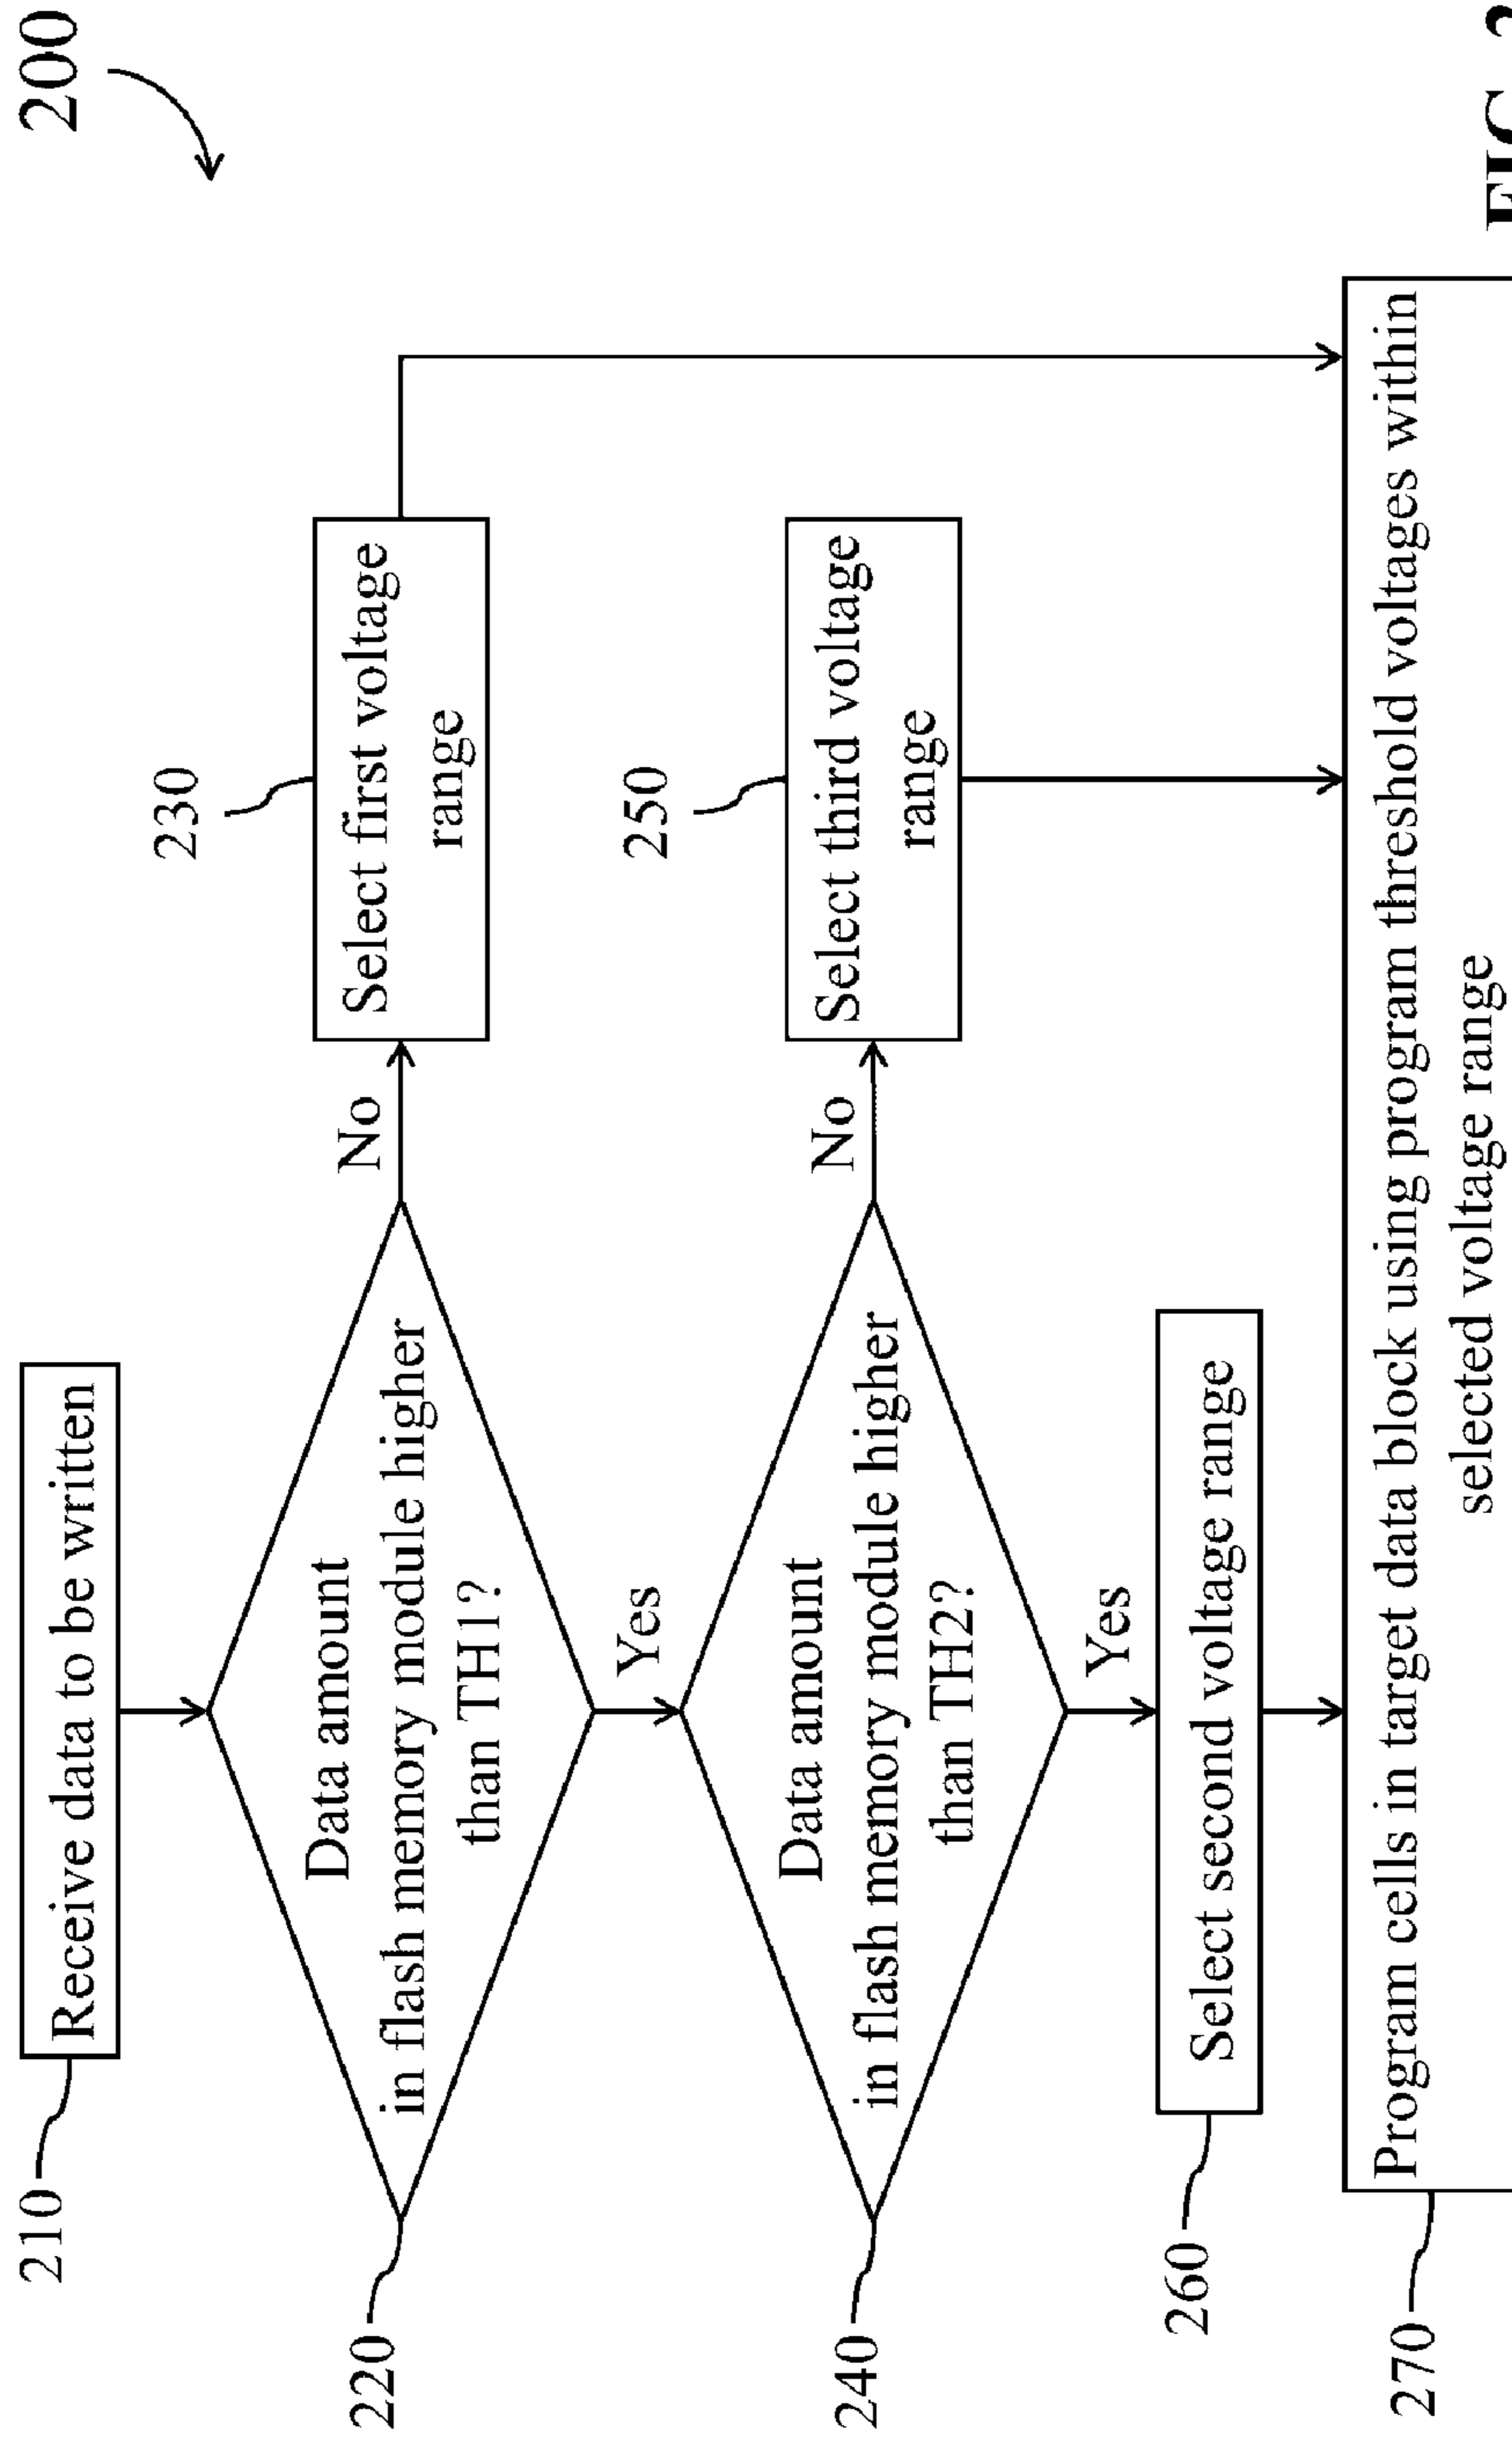 200
210
Receive data to be written
220
Data amount
in flash memory module higher
than TH1?
No
230
Select first voltage
range
Yes
240
Data amount
in flash memory module higher
than TH2?
No
250
Select third voltage
range
Yes
260
Select second voltage range
270
Program cells in target data block using program threshold voltages within
selected voltage range